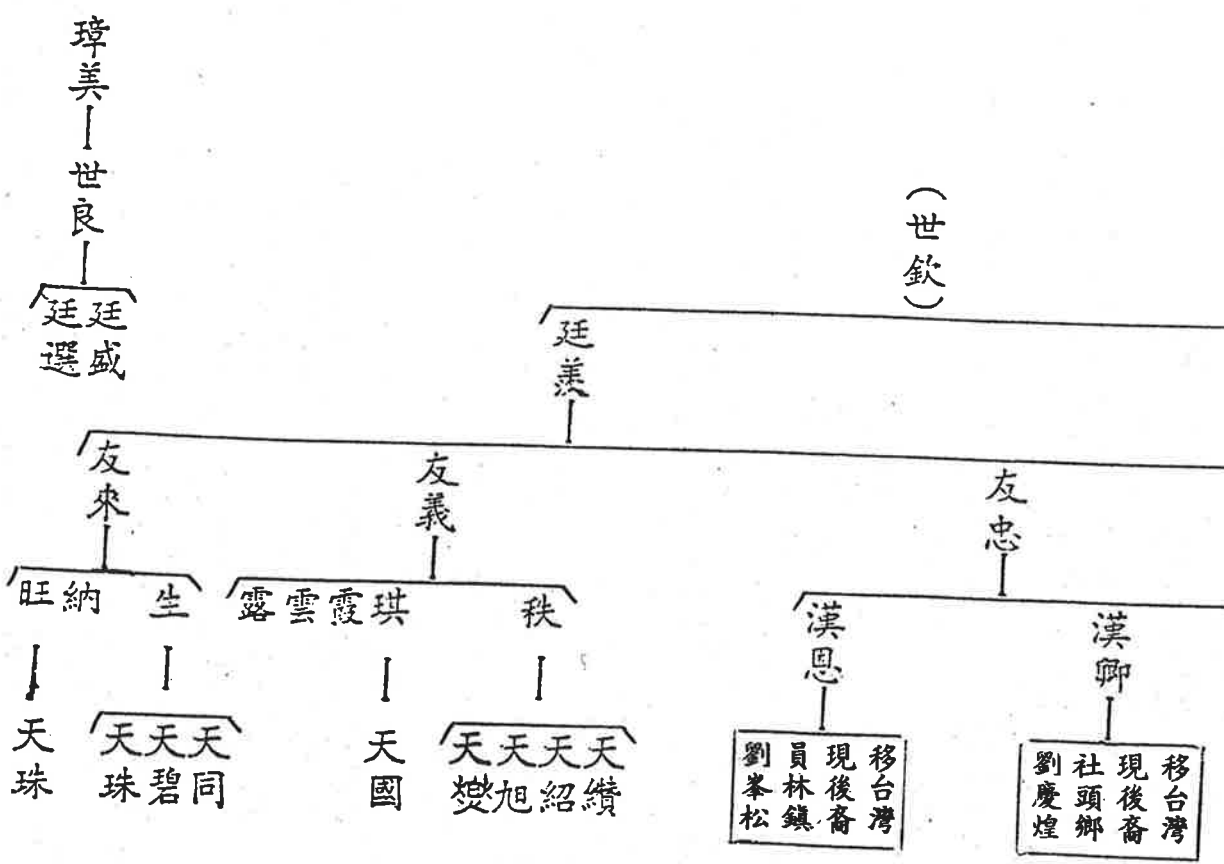 (世欽)
廷羨
友忠
友義
友來
漢卿
漢恩
秩
琪
霞
雲
露
生
納
旺
移台灣
現後裔
社頭鄉
劉慶煌
移台灣
現後裔
員林鎮
劉峯松
天纘
天紹
天旭
天爕
天國
天同
天碧
天珠
天珠
璋美
世良
廷盛
廷選